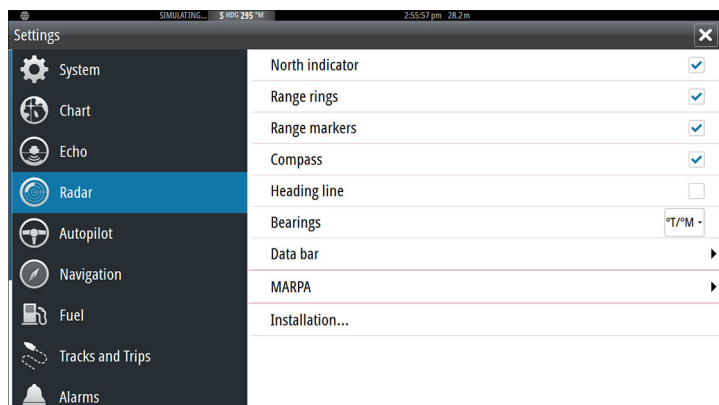 SIMULATING... S HDG 295 °M 2:55:57 pm 28.2 m
Settings
System
Chart
Echo
Radar
Autopilot
Navigation
Fuel
Tracks and Trips
Alarms
North indicator
Range rings
Range markers
Compass
Heading line
Bearings °T/°M
Data bar
MARPA
Installation...